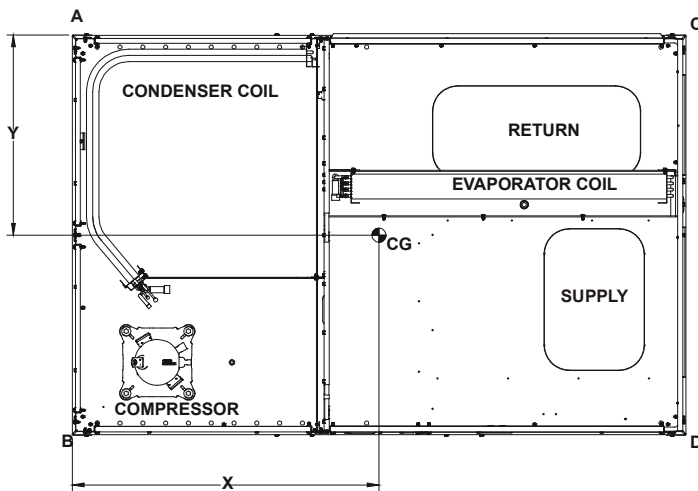 A
C
CONDENSER COIL
Y
RETURN
EVAPORATOR COIL
CG
SUPPLY
COMPRESSOR
B
D
X